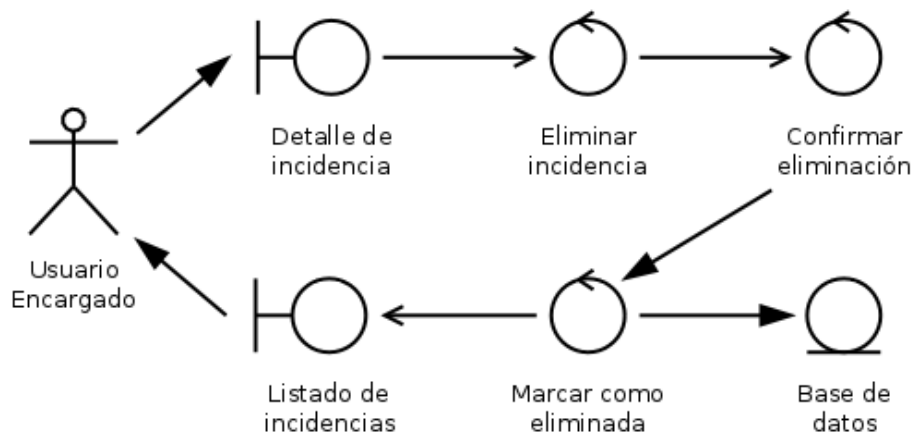 Detalle de
incidencia
Eliminar
incidencia
Confirmar
eliminación
Usuario
Encargado
Listado de
incidencias
Marcar como
eliminada
Base de
datos